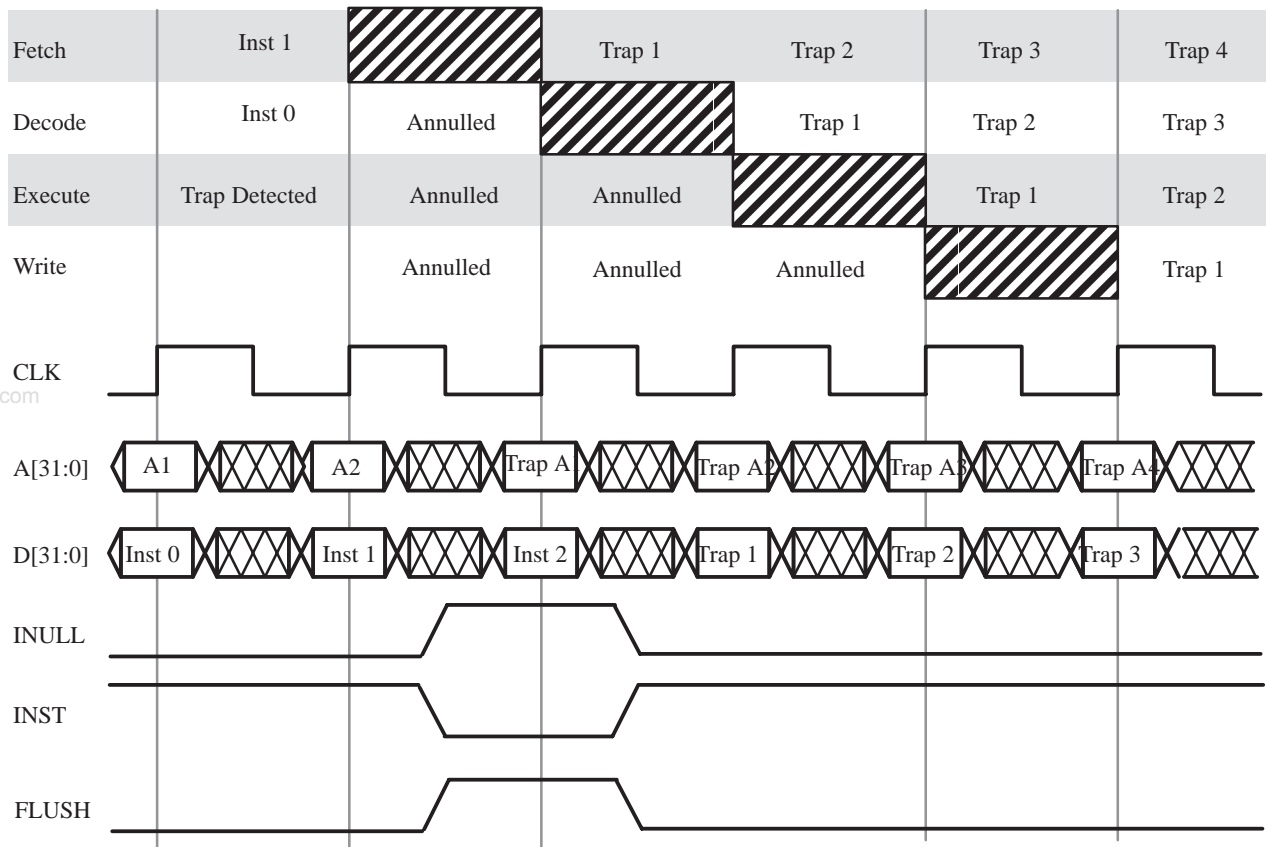 Fetch Inst 1 Trap 1 Trap 2 Trap 3 Trap 4
Decode Inst 0 Annulled Trap 1 Trap 2 Trap 3
Execute Trap Detected Annulled Annulled Trap 1 Trap 2
Write Annulled Annulled Annulled Trap 1
CLK
com
A[31:0] A1 A2 Trap A1 Trap A2 Trap A3 Trap A4
D[31:0] Inst 0 Inst 1 Inst 2 Trap 1 Trap 2 Trap 3
INULL
INST
FLUSH